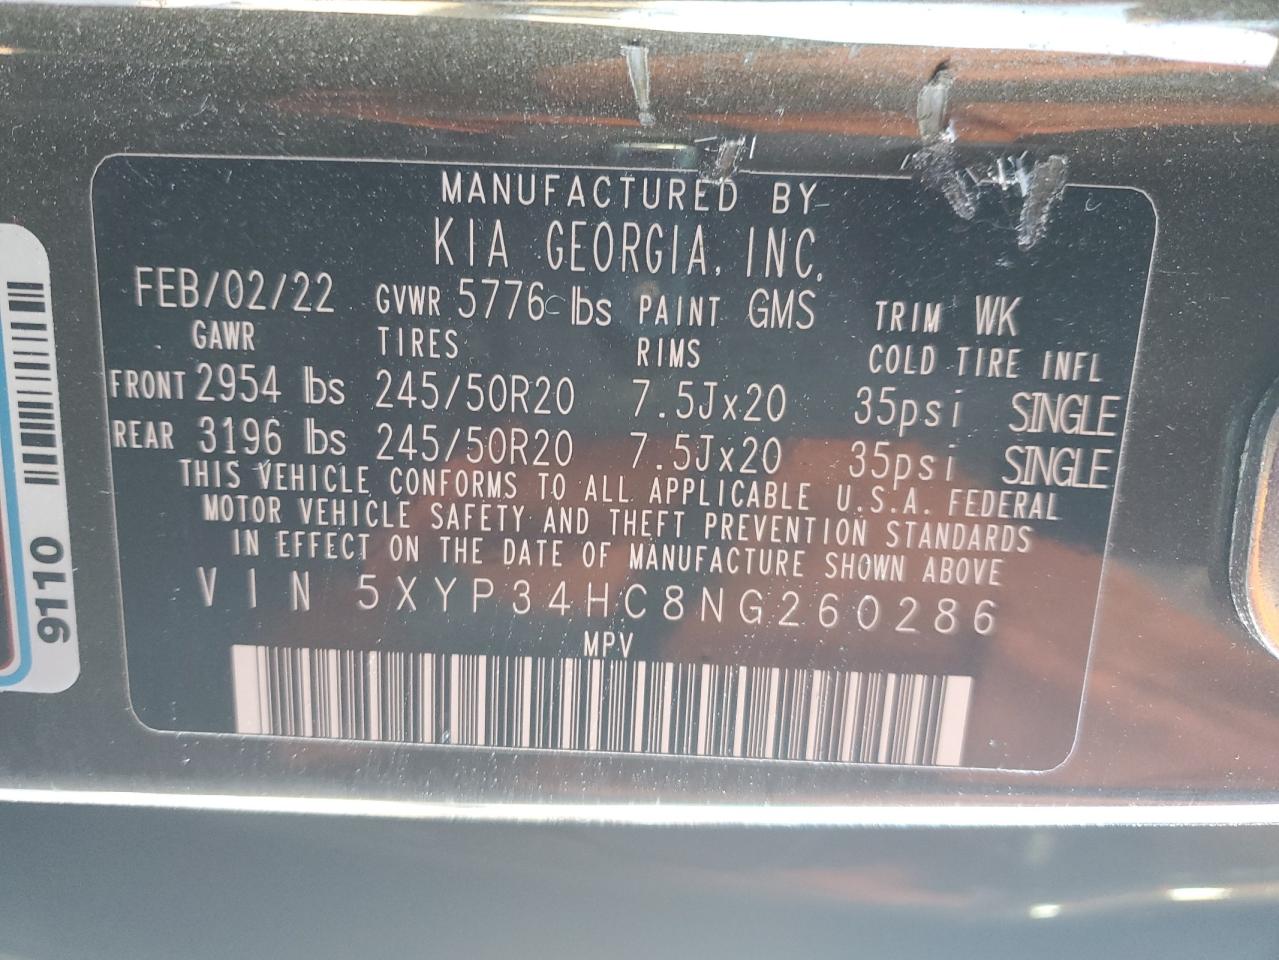 MANUFACTURED BY
KIA GEORGIA, INC.
FEB/02/22 GVWR 5776 lbs PAINT GMS TRIM WK
GAWR TIRES RIMS COLD TIRE INFL
FRONT 2954 lbs 245/50R20 7.5Jx20 35psi SINGLE
REAR 3196 lbs 245/50R20 7.5Jx20 35psi SINGLE
THIS VEHICLE CONFORMS TO ALL APPLICABLE U.S.A. FEDERAL
MOTOR VEHICLE SAFETY AND THEFT PREVENTION STANDARDS
IN EFFECT ON THE DATE OF MANUFACTURE SHOWN ABOVE
VIN 5XYP34HC8NG260286
MPV
9110